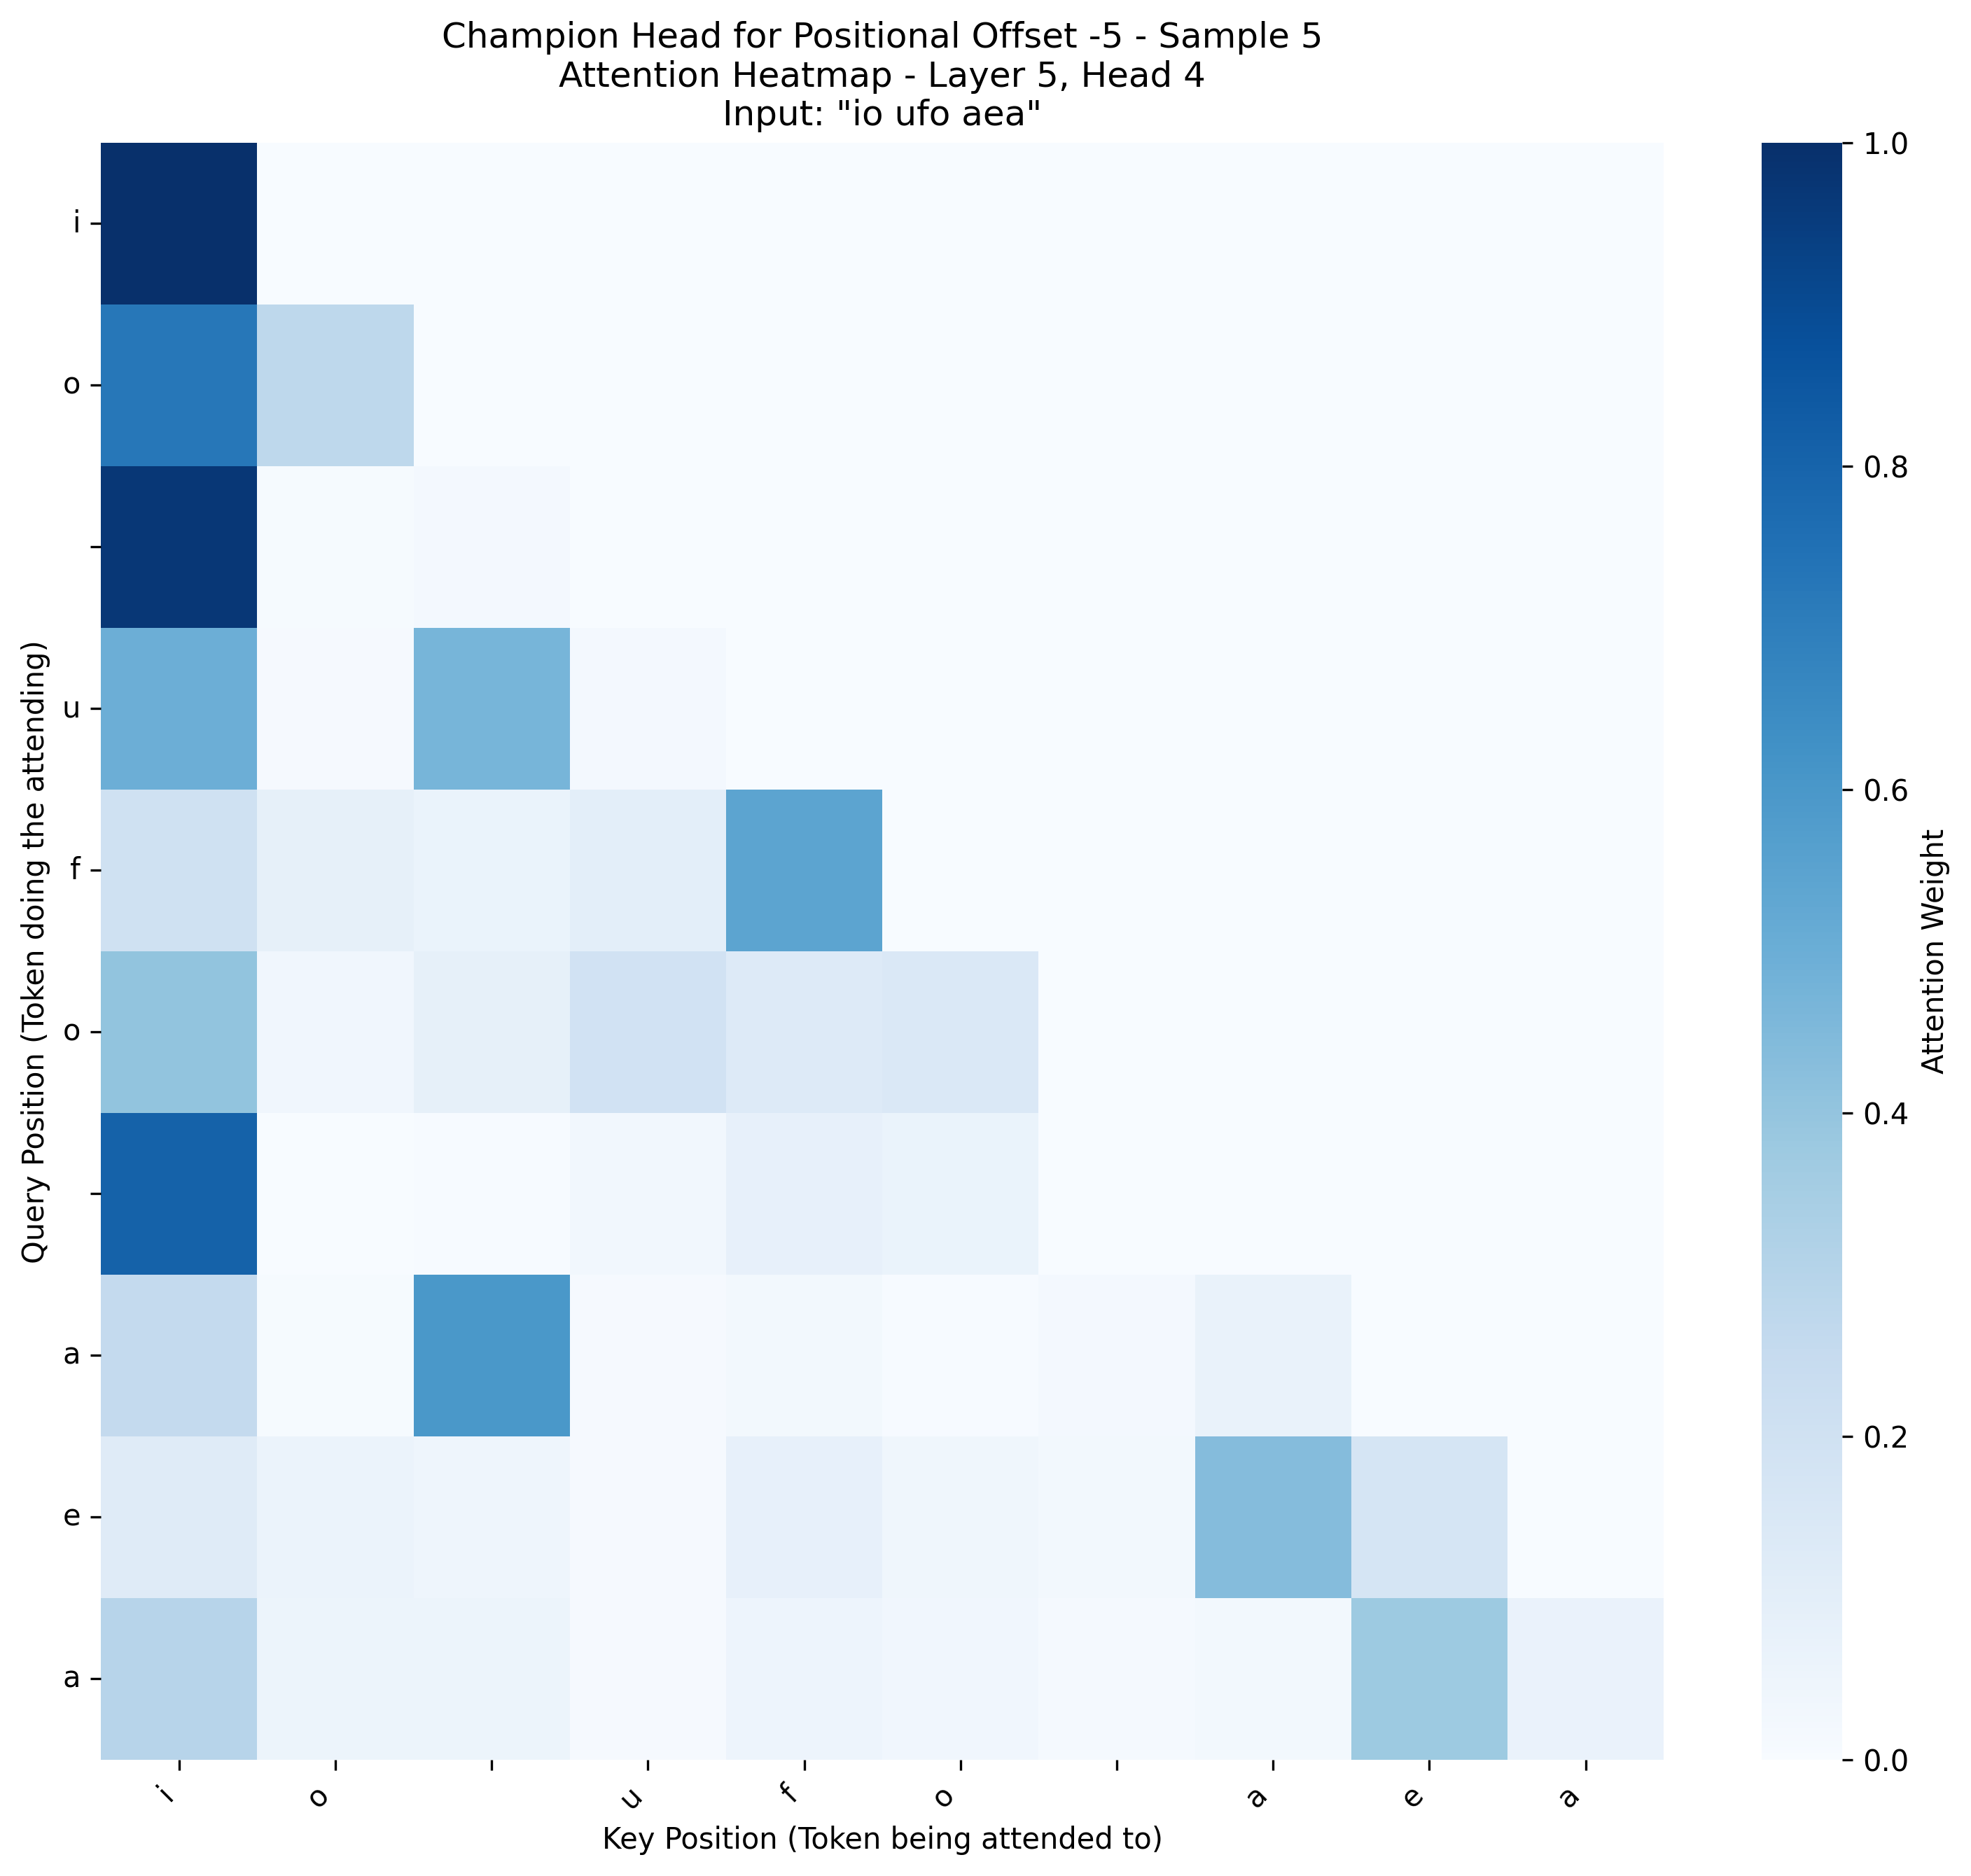 Champion Head for Positional Offset -5 - Sample 5
Attention Heatmap - Layer 5, Head 4
Input: "io ufo aea"
Query Position (Token doing the attending)
i
o
u
f
o
a
e
a
i
o
u
f
o
a
e
a
Key Position (Token being attended to)
1.0
0.8
0.6
0.4
0.2
0.0
Attention Weight